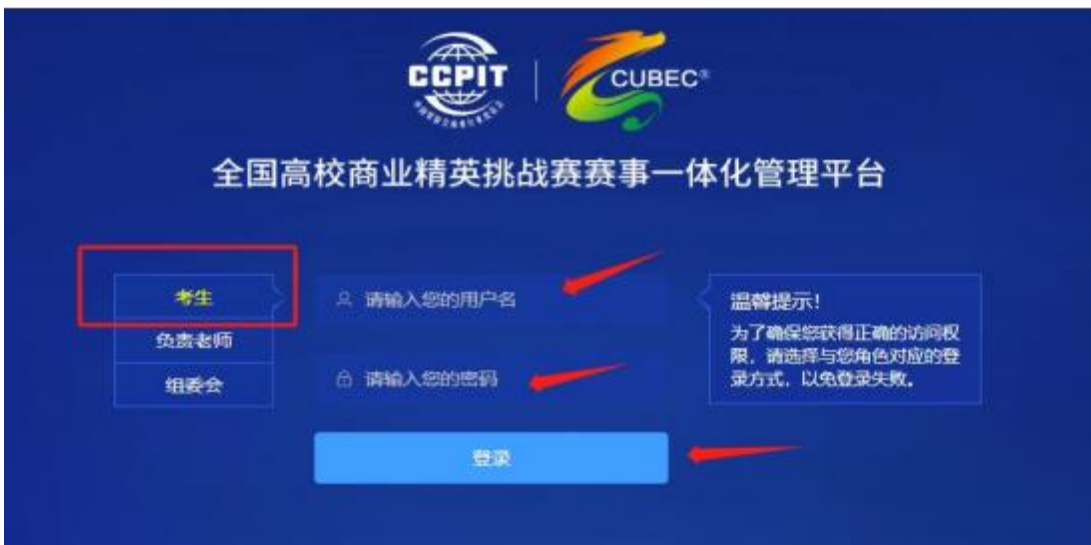 CCPIT
CUBEC®
全国高校商业精英挑战赛赛事一体化管理平台
考生
负责老师
组委会
请输入您的用户名
请输入您的密码
登录
温馨提示!
为了确保您获得正确的访问权
限，请选择与您角色对应的登
录方式，以免登录失败。